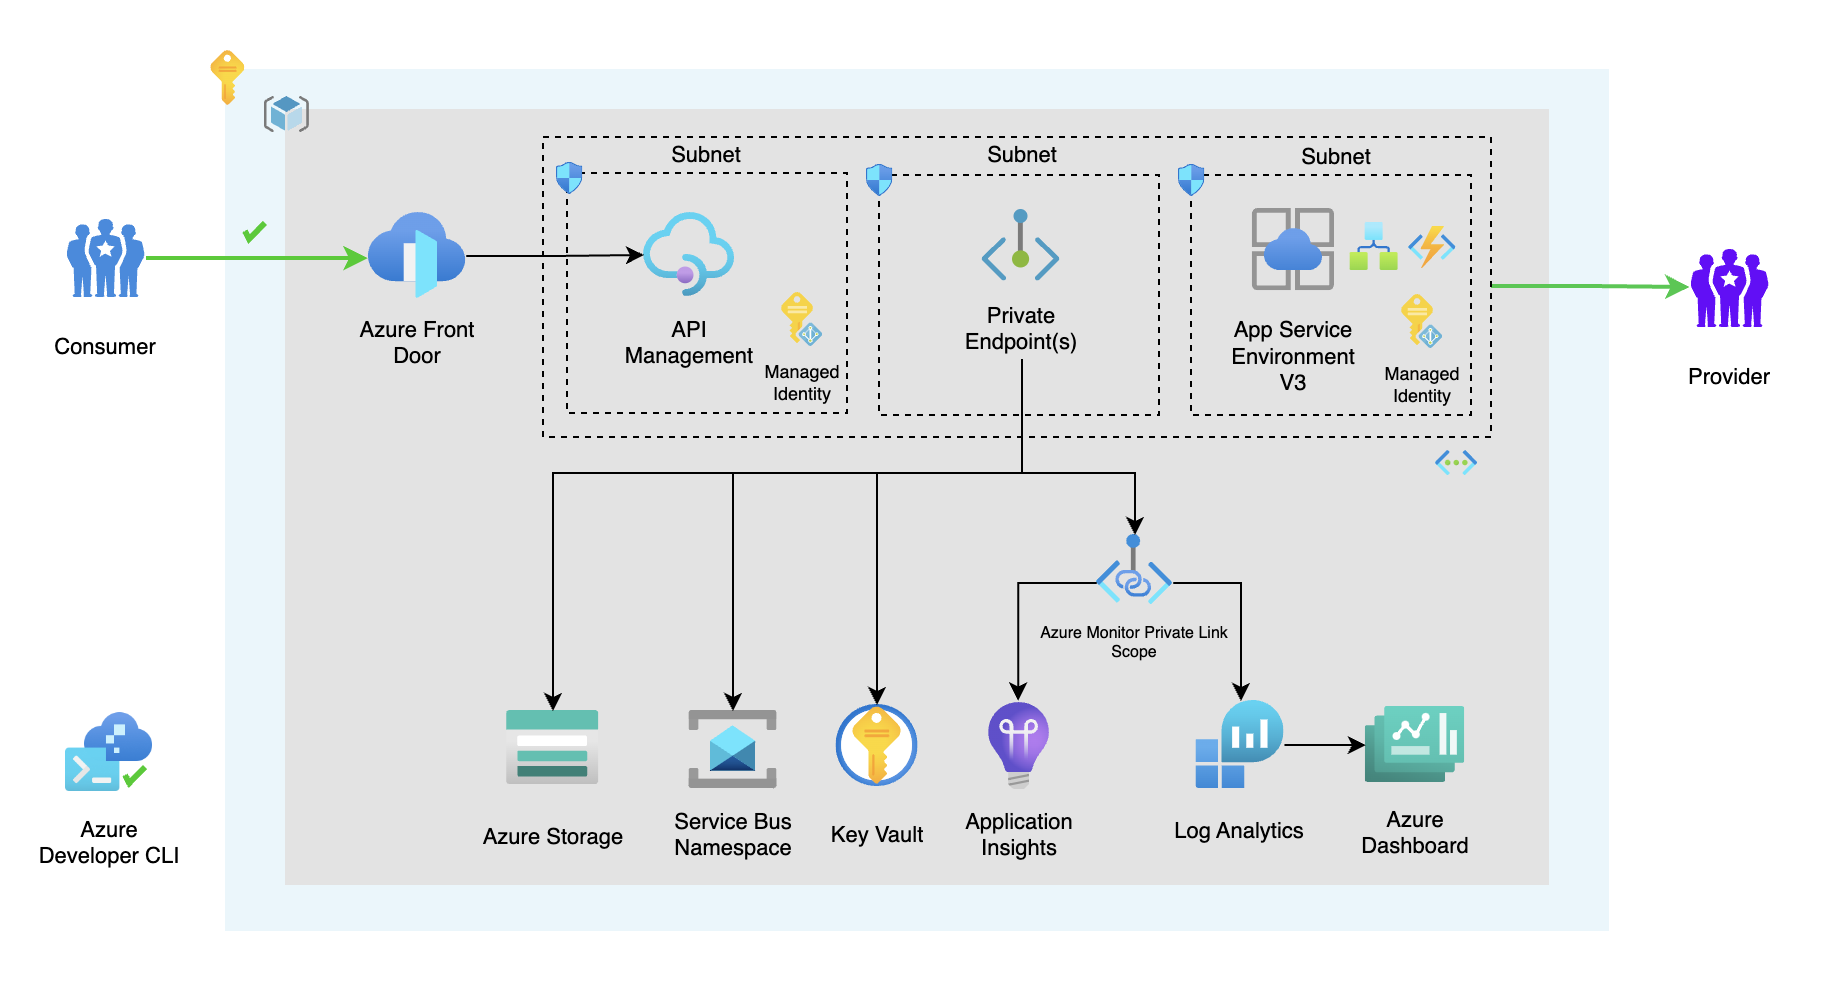 Subnet
Subnet
Subnet
Consumer
Azure Front
Door
API
Management
Managed
Identity
Private
Endpoint(s)
App Service
Environment
V3
Managed
Identity
Provider
Azure Monitor Private Link
Scope
Azure
Developer CLI
Azure Storage
Service Bus
Namespace
Key Vault
Application
Insights
Log Analytics
Azure
Dashboard